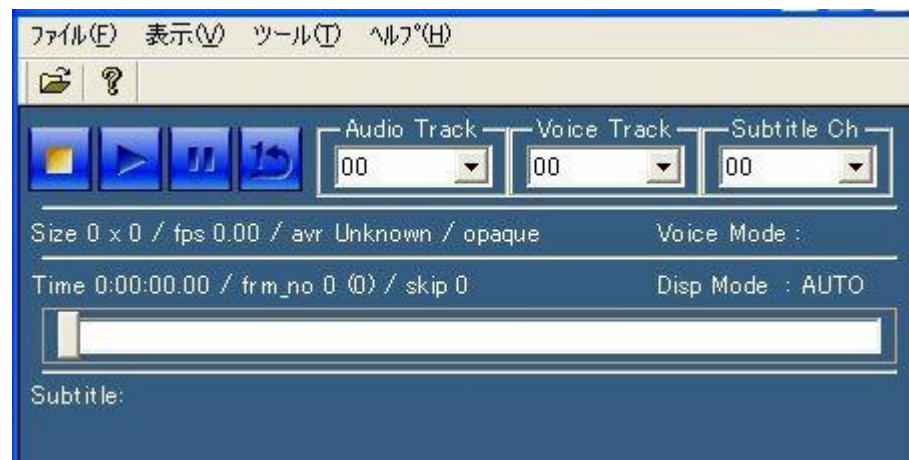 ﾌｧｲﾙ(F) 表示(V) ツール(T) ﾍﾙﾌﾟ(H)
Audio Track Voice Track Subtitle Ch
00 00 00
Size 0 x 0 / fps 0.00 / avr Unknown / opaque Voice Mode :
Time 0:00:00.00 / frm_no 0 (0) / skip 0 Disp Mode : AUTO
Subtitle: